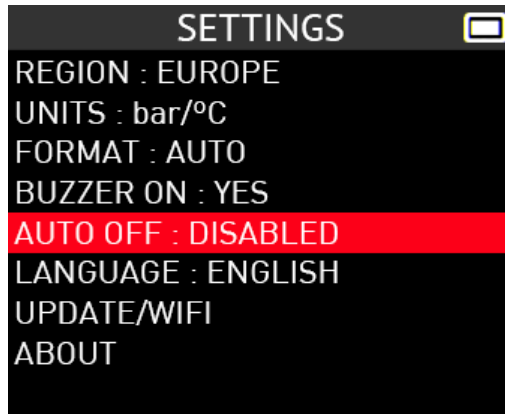 SETTINGS
REGION : EUROPE
UNITS : bar/ºC
FORMAT : AUTO
BUZZER ON : YES
AUTO OFF : DISABLED
LANGUAGE : ENGLISH
UPDATE/WIFI
ABOUT